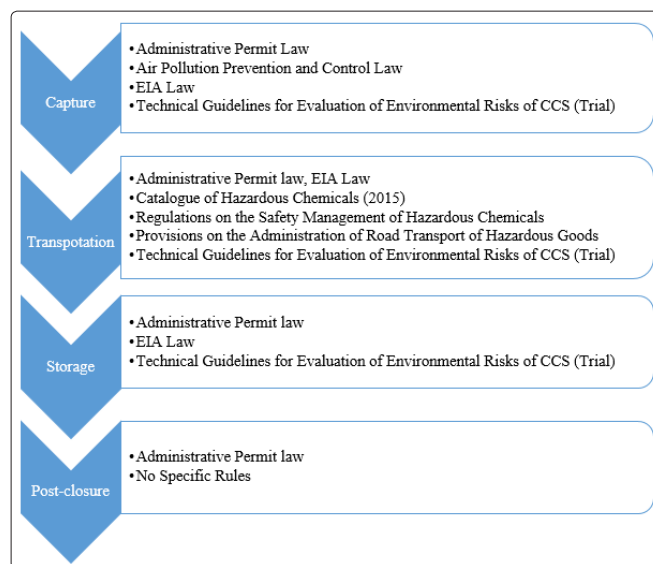 Capture
•Administrative Permit Law
•Air Pollution Prevention and Control Law
•EIA Law
•Technical Guidelines for Evaluation of Environmental Risks of CCS (Trial)
Transpotation
•Administrative Permit law, EIA Law
•Catalogue of Hazardous Chemicals (2015)
•Regulations on the Safety Management of Hazardous Chemicals
•Provisions on the Administration of Road Transport of Hazardous Goods
•Technical Guidelines for Evaluation of Environmental Risks of CCS (Trial)
Storage
•Administrative Permit law
•EIA Law
•Technical Guidelines for Evaluation of Environmental Risks of CCS (Trial)
Post-closure
•Administrative Permit law
•No Specific Rules